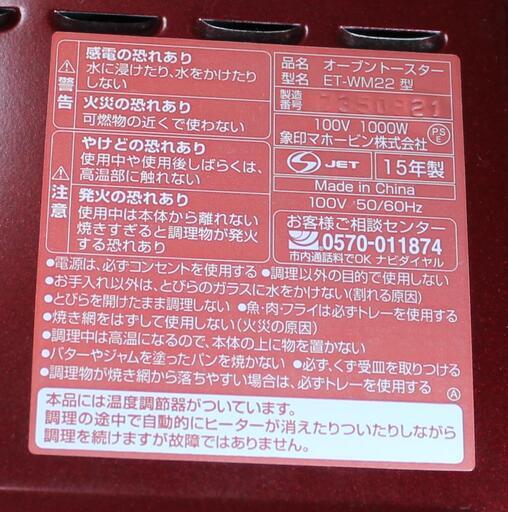 警告
感電の恐れあり
水に浸けたり、水をかけたり
しない
火災の恐れあり
可燃物の近くで使わない
注意
やけどの恐れあり
使用中や使用後しばらくは、
高温部に触れない
発火の恐れあり
使用中は本体から離れない
焼きすぎると調理物が発火
する恐れあり
品名 オーブントースター
型名 ET-WM22 型
製造
番号
100V 1000W
PS
E
象印マホービン株式会社
JET
15年製
Made in China
100V 50/60Hz
お客様ご相談センター
0570-011874
市内通話料でOK ナビダイヤル
●電源は、必ずコンセントを使用する ●調理以外の目的で使用しない
●お手入れ以外は、とびらのガラスに水をかけない(割れる原因)
●とびらを開けたまま調理しない ●魚・肉・フライは必ずトレーを使用する
●焼き網をはずして使用しない(火災の原因)
●調理中は高温になるので、本体の上に物を置かない
●バターやジャムを塗ったパンを焼かない ●必ず、くず受皿を取りつける
●調理物が焼き網から落ちやすい場合は、必ずトレーを使用する
A
本品には温度調節器がついています。
調理の途中で自動的にヒーターが消えたりついたりしながら
調理を続けますが故障ではありません。